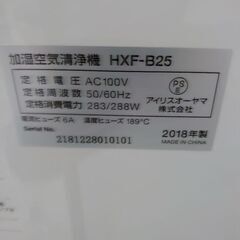 加湿空気清浄機 HXF-B25
定格電圧 AC100V
定格周波数 50/60Hz
定格消費電力 283/288W
PS
E
アイリスオーヤマ
株式会社
電流ヒューズ 6A 温度ヒューズ 189℃
Serial No.
2181228010101
2018年製
MADE IN CHINA